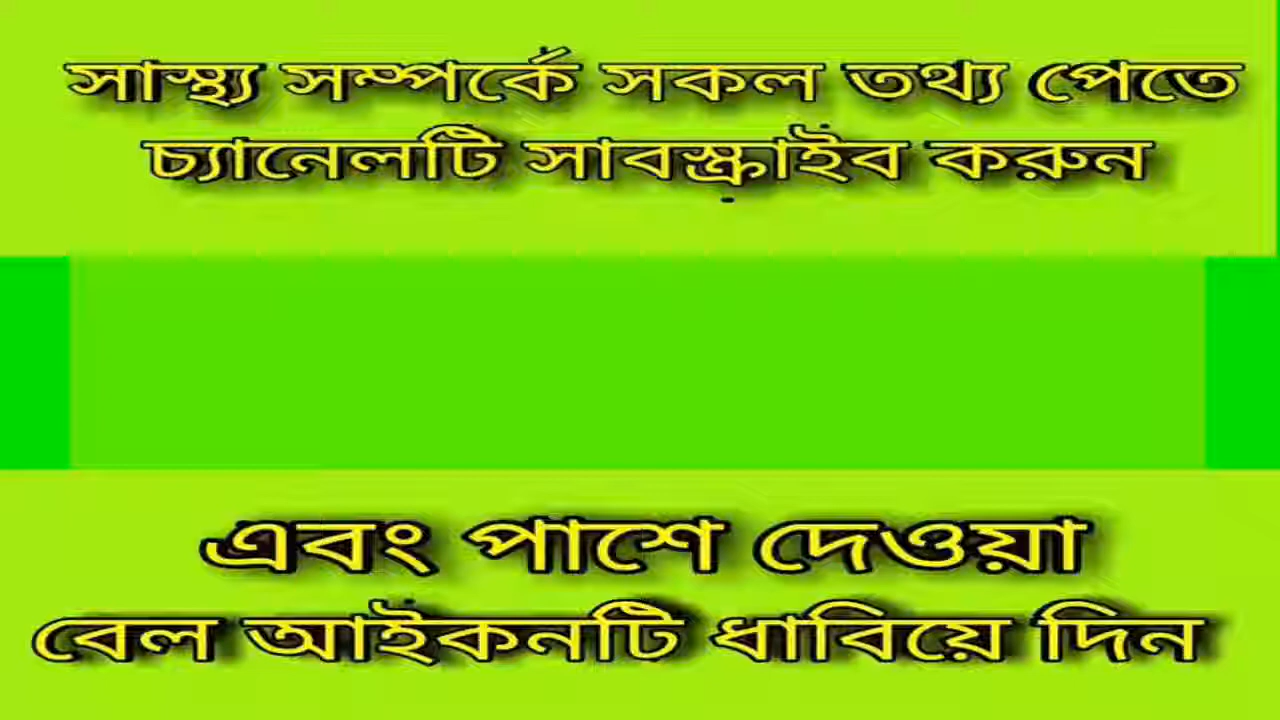 সাস্থ্য সম্পর্কে সকল তথ্য পেতে
চ্যানেলটি সাবস্ক্রাইব করুন
এবং পাশে দেওয়া
বেল আইকনটি ধাবিয়ে দিন